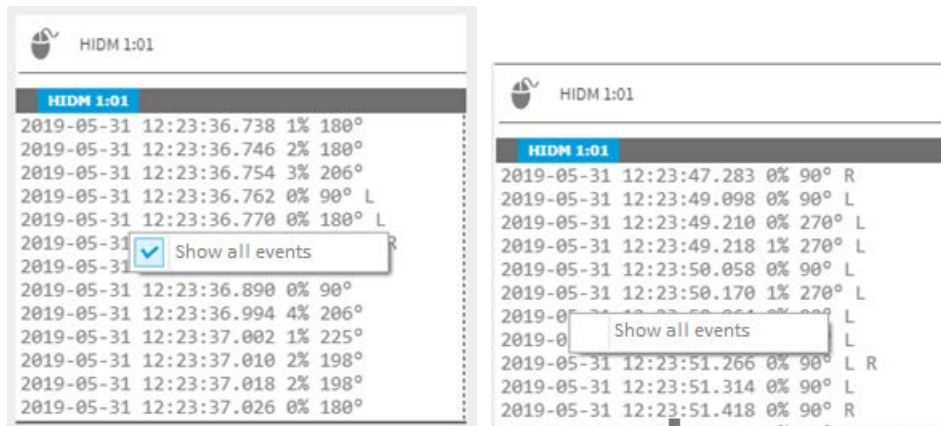 HIDM 1:01
HIDM 1:01
2019-05-31 12:23:36.738 1% 180°
2019-05-31 12:23:36.746 2% 180°
2019-05-31 12:23:36.754 3% 206°
2019-05-31 12:23:36.762 0% 90° L
2019-05-31 12:23:36.770 0% 180° L
2019-05-31 R
Show all events
2019-05-31
2019-05-31 12:23:36.890 0% 90°
2019-05-31 12:23:36.994 4% 206°
2019-05-31 12:23:37.002 1% 225°
2019-05-31 12:23:37.010 2% 198°
2019-05-31 12:23:37.018 2% 198°
2019-05-31 12:23:37.026 0% 180°
HIDM 1:01
HIDM 1:01
2019-05-31 12:23:47.283 0% 90° R
2019-05-31 12:23:49.098 0% 90° L
2019-05-31 12:23:49.210 0% 270° L
2019-05-31 12:23:49.218 1% 270° L
2019-05-31 12:23:50.058 0% 90° L
2019-05-31 12:23:50.170 1% 270° L
2019-0 L
Show all events
2019-0 L
2019-05-31 12:23:51.266 0% 90° L R
2019-05-31 12:23:51.314 0% 90° L
2019-05-31 12:23:51.418 0% 90° R